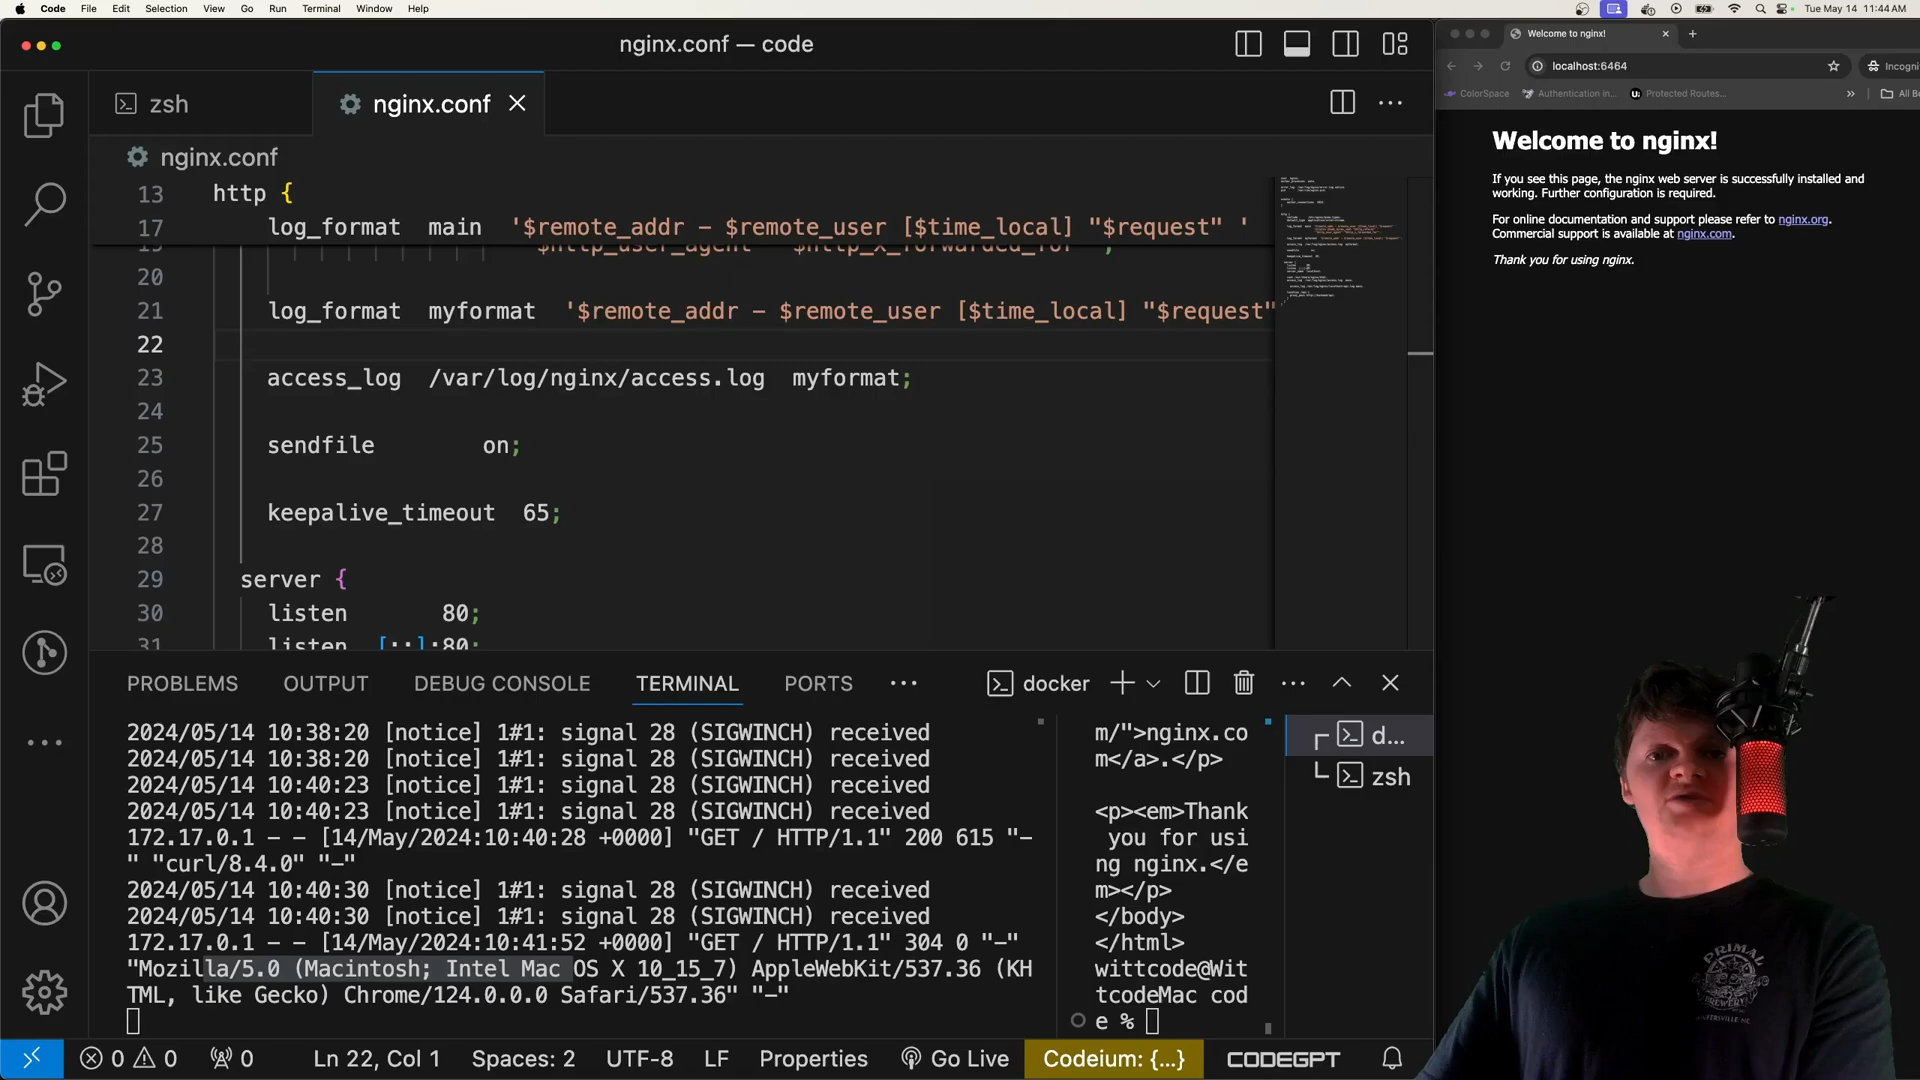 Code File Edit Selection View Go Run Terminal Window Help
Tue May 14 11:44 AM
nginx.conf — code
zsh
nginx.conf
nginx.conf
13 http {
17 log_format main '$remote_addr - $remote_user [$time_local] "$request" '
19 $http_user_agent $http_x_forwarded_for ;
20
21 log_format myformat '$remote_addr - $remote_user [$time_local] "$request"
22
23 access_log /var/log/nginx/access.log myformat;
24
25 sendfile on;
26
27 keepalive_timeout 65;
28
29 server {
30 listen 80;
31 listen [::]:80;
PROBLEMS OUTPUT DEBUG CONSOLE TERMINAL PORTS
docker
2024/05/14 10:38:20 [notice] 1#1: signal 28 (SIGWINCH) received
2024/05/14 10:38:20 [notice] 1#1: signal 28 (SIGWINCH) received
2024/05/14 10:40:23 [notice] 1#1: signal 28 (SIGWINCH) received
2024/05/14 10:40:23 [notice] 1#1: signal 28 (SIGWINCH) received
172.17.0.1 - - [14/May/2024:10:40:28 +0000] "GET / HTTP/1.1" 200 615 "-
" "curl/8.4.0" "-"
2024/05/14 10:40:30 [notice] 1#1: signal 28 (SIGWINCH) received
2024/05/14 10:40:30 [notice] 1#1: signal 28 (SIGWINCH) received
172.17.0.1 - - [14/May/2024:10:41:52 +0000] "GET / HTTP/1.1" 304 0 "-"
"Mozilla/5.0 (Macintosh; Intel Mac OS X 10_15_7) AppleWebKit/537.36 (KH
TML, like Gecko) Chrome/124.0.0.0 Safari/537.36" "-"
m/">nginx.co
m</a>.</p>
<p><em>Thank
you for usi
ng nginx.</e
m></p>
</body>
</html>
wittcode@Wit
tcodeMac cod
e %
d...
zsh
0 0 0
Ln 22, Col 1 Spaces: 2 UTF-8 LF Properties Go Live Codeium: {...} CODEGPT
Welcome to nginx!
localhost:6464
Incogni
ColorSpace Authentication in... Protected Routes... » All Bo
Welcome to nginx!
If you see this page, the nginx web server is successfully installed and
working. Further configuration is required.
For online documentation and support please refer to nginx.org.
Commercial support is available at nginx.com.
Thank you for using nginx.
PRIMAL
BREWERY